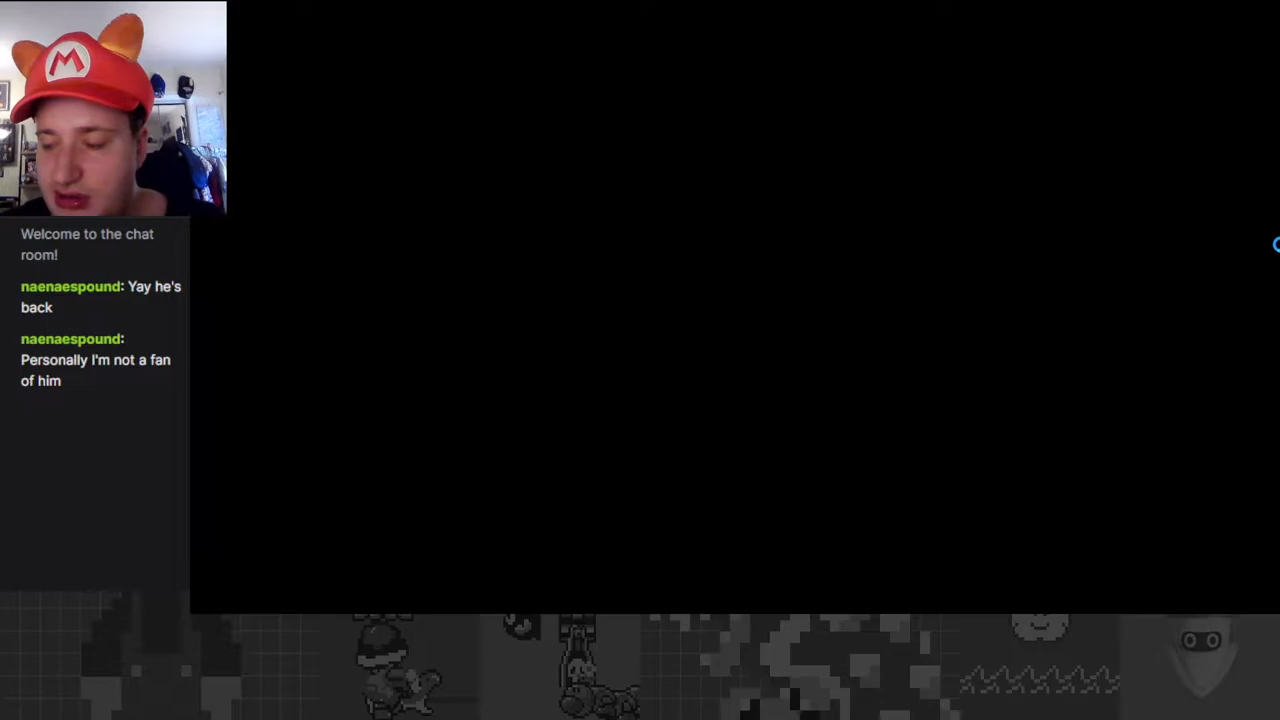 M
Welcome to the chat
room!
naenaespound: Yay he's
back
naenaespound:
Personally I'm not a fan
of him